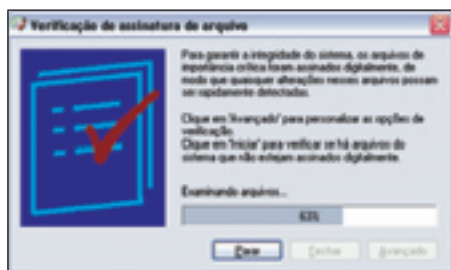 Verificação de assinatura de arquivo
Para garantir a integridade do sistema, os arquivos de
importância crítica foram assinados digitalmente, de
modo que quaisquer alterações nesses arquivos possam
ser rapidamente detectadas.
Clique em 'Avançado' para personalizar as opções de
verificação.
Clique em 'Iniciar' para verificar se há arquivos do
sistema que não estejam assinados digitalmente.
Examinando arquivos...
63%
Parar
Fechar
Avançado